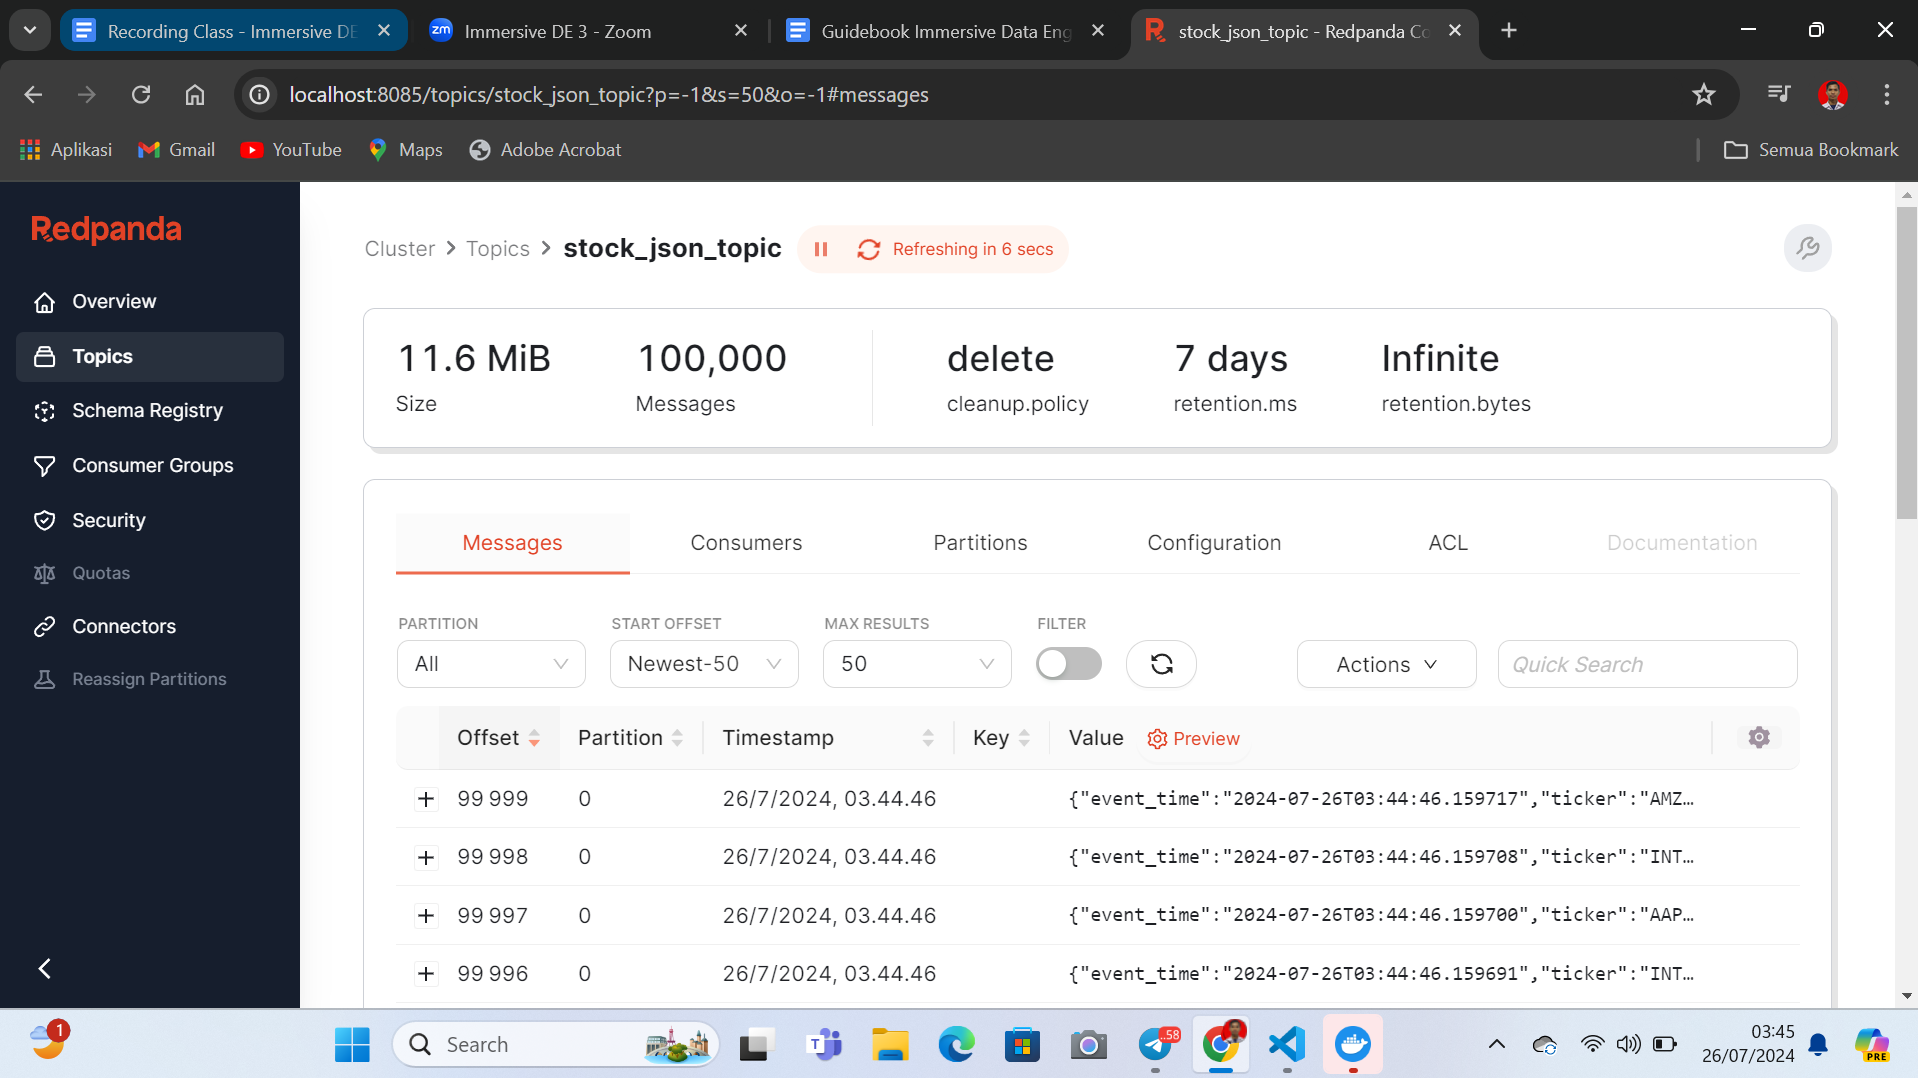 Recording Class - Immersive DE
Immersive DE 3 - Zoom
Guidebook Immersive Data Eng
stock_json_topic - Redpanda Co
localhost:8085/topics/stock_json_topic?p=-1&s=50&o=-1#messages
Aplikasi
Gmail
YouTube
Maps
Adobe Acrobat
Semua Bookmark
Redpanda
Overview
Topics
Schema Registry
Consumer Groups
Security
Quotas
Connectors
Reassign Partitions
Cluster > Topics > stock_json_topic
Refreshing in 6 secs
11.6 MiB
Size
100,000
Messages
delete
cleanup.policy
7 days
retention.ms
Infinite
retention.bytes
Messages Consumers Partitions Configuration ACL Documentation
PARTITION START OFFSET MAX RESULTS FILTER
All Newest-50 50 Actions Quick Search
Offset Partition Timestamp Key Value Preview
99 999 0 26/7/2024, 03.44.46 {"event_time":"2024-07-26T03:44:46.159717","ticker":"AMZ…
99 998 0 26/7/2024, 03.44.46 {"event_time":"2024-07-26T03:44:46.159708","ticker":"INT…
99 997 0 26/7/2024, 03.44.46 {"event_time":"2024-07-26T03:44:46.159700","ticker":"AAP…
99 996 0 26/7/2024, 03.44.46 {"event_time":"2024-07-26T03:44:46.159691","ticker":"INT…
1
Search
T
..58
03:45
26/07/2024
PRE
zm